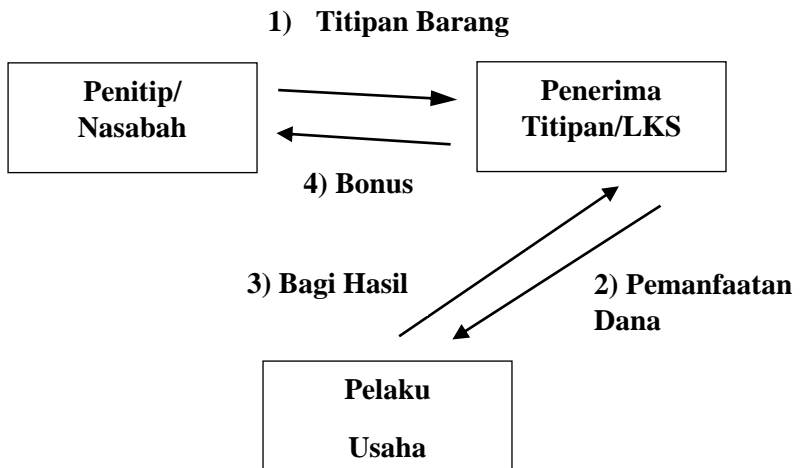 1) Titipan Barang
Penitip/
Nasabah
Penerima
Titipan/LKS
4) Bonus
3) Bagi Hasil
2) Pemanfaatan
Dana
Pelaku
Usaha